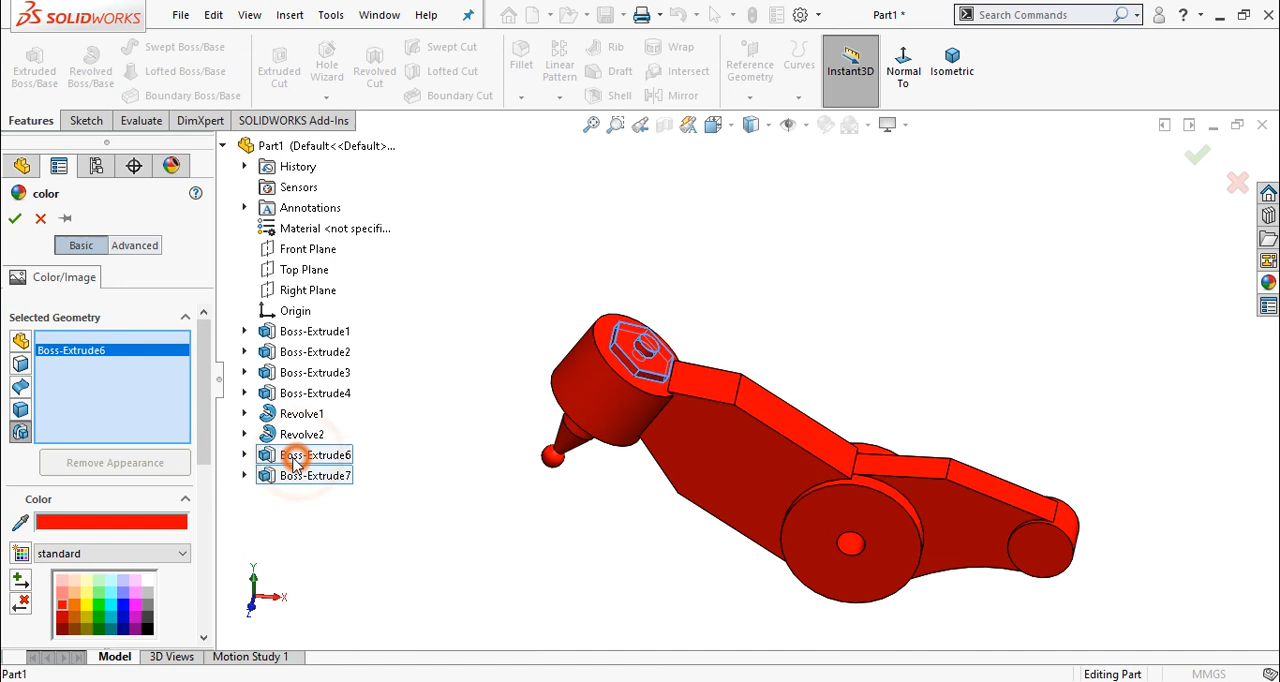 SOLIDWORKS File Edit View Insert Tools Window Help Part1 * Search Commands
Extruded Boss/Base
Revolved Boss/Base
Swept Boss/Base
Lofted Boss/Base
Boundary Boss/Base
Extruded Cut
Hole Wizard
Revolved Cut
Swept Cut
Lofted Cut
Boundary Cut
Fillet
Linear Pattern
Rib
Draft
Shell
Wrap
Intersect
Mirror
Reference Geometry
Curves
Instant3D
Normal To
Isometric
Features Sketch Evaluate DimXpert SOLIDWORKS Add-Ins
color
Basic Advanced
Color/Image
Selected Geometry
Boss-Extrude6
Remove Appearance
Color
standard
Part1 (Default<<Default>...
History
Sensors
Annotations
Material <not specifi...
Front Plane
Top Plane
Right Plane
Origin
Boss-Extrude1
Boss-Extrude2
Boss-Extrude3
Boss-Extrude4
Revolve1
Revolve2
Boss-Extrude6
Boss-Extrude7
Y
X
Z
Model 3D Views Motion Study 1
Part1 Editing Part MMGS